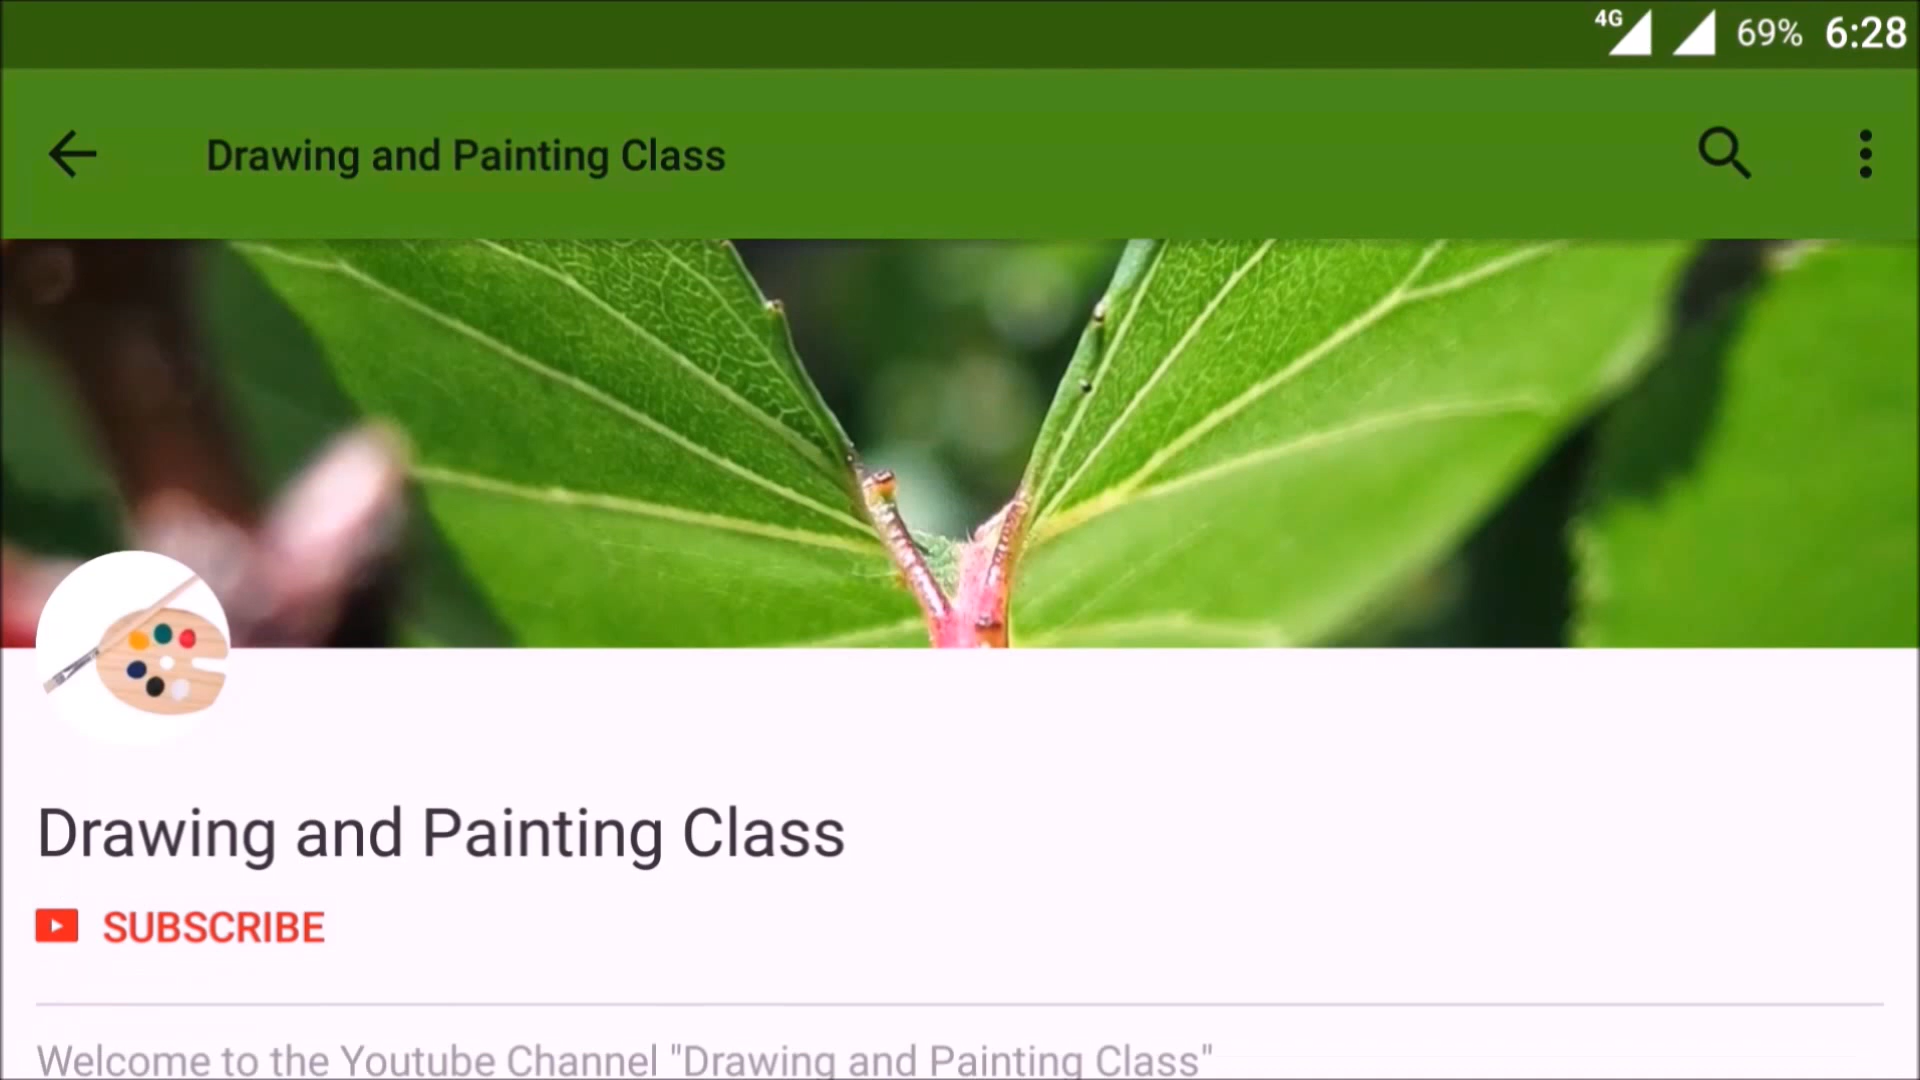 4G 69% 6:28
Drawing and Painting Class
Drawing and Painting Class
SUBSCRIBE
Welcome to the Youtube Channel "Drawing and Painting Class"